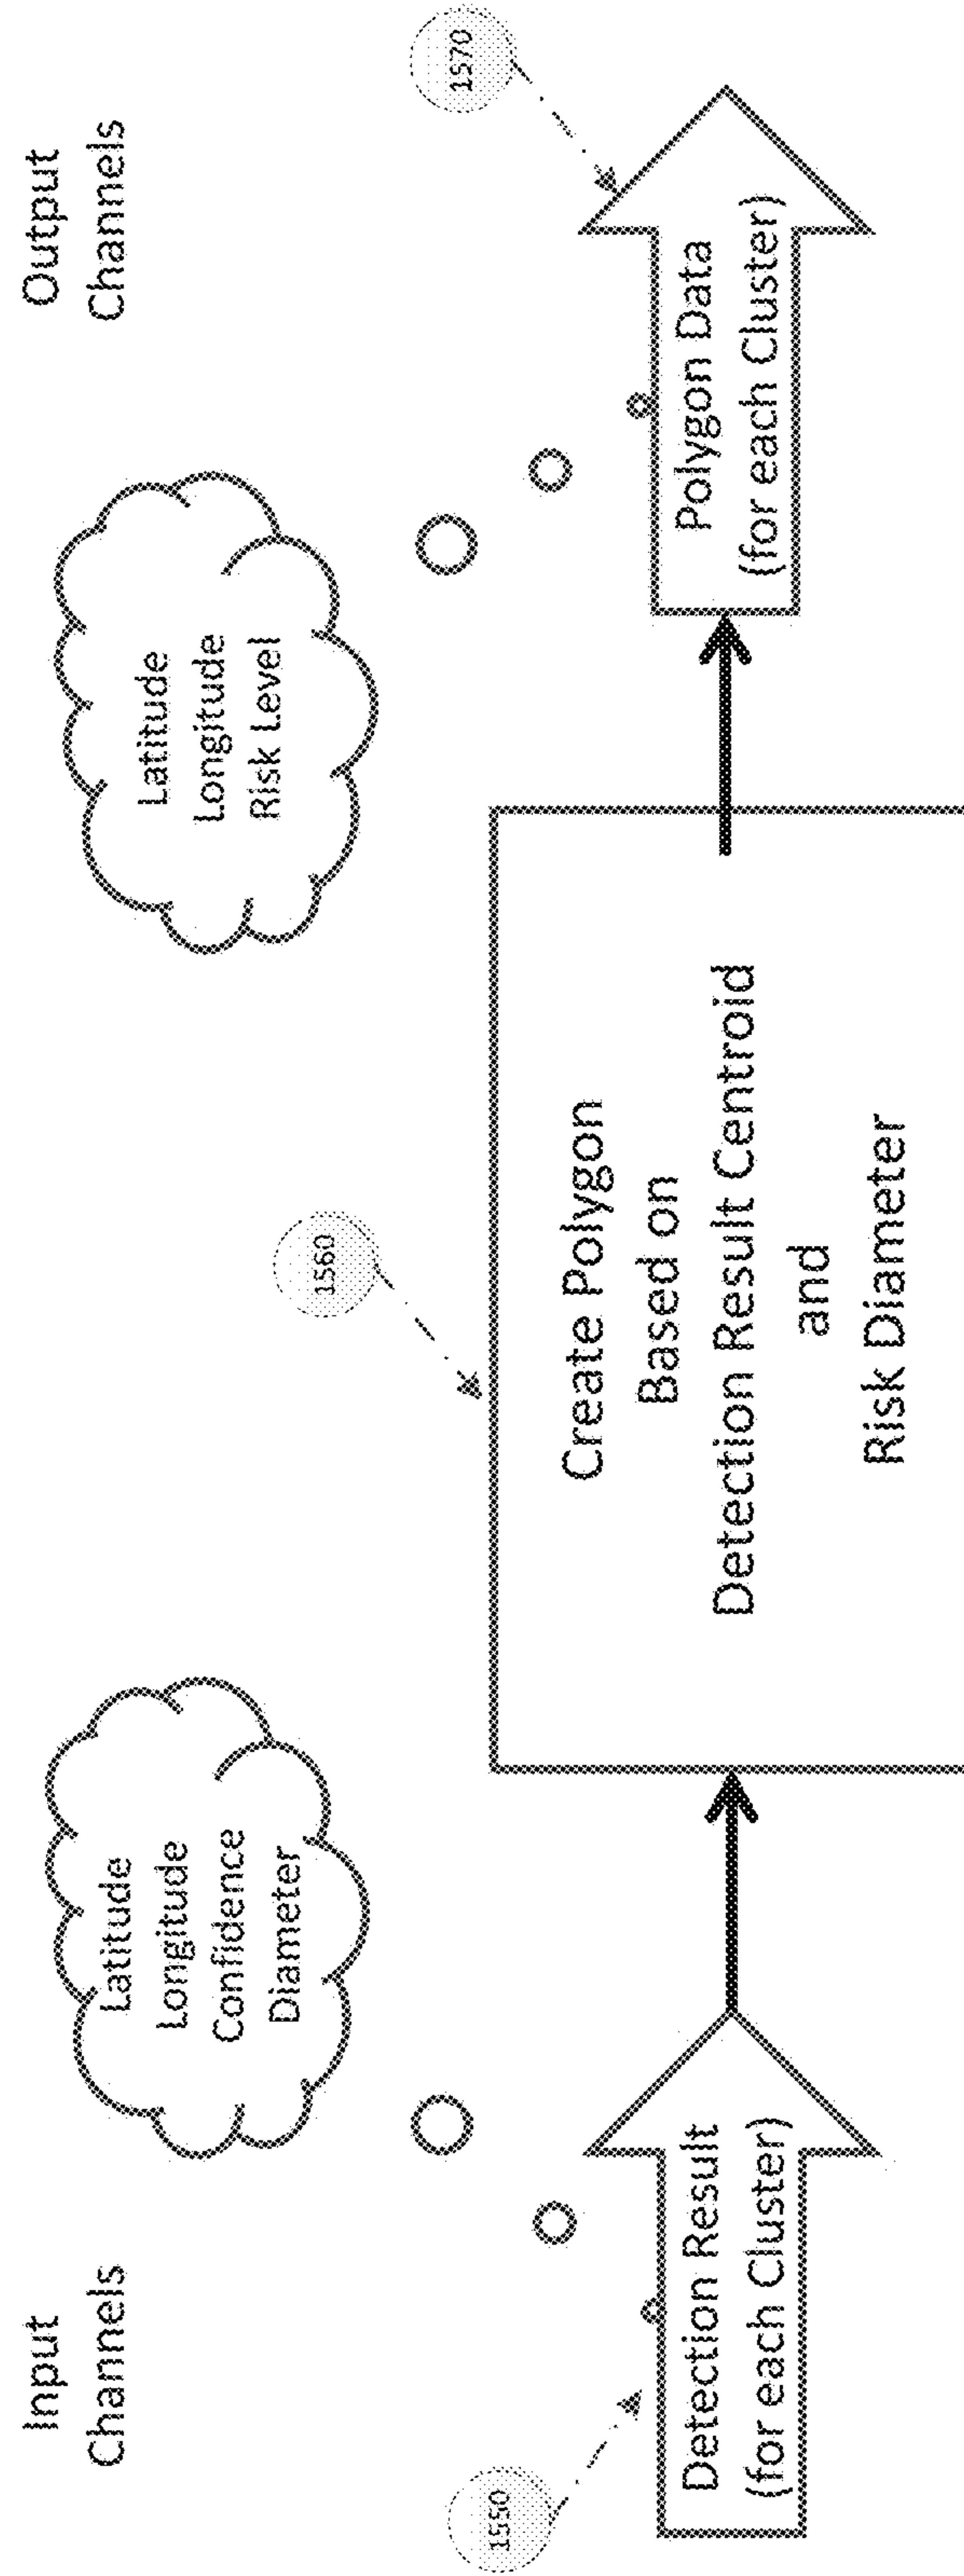 Input
Channels
Output
Channels
Latitude
Longitude
Confidence
Diameter
Latitude
Longitude
Risk Level
1550
1560
1570
Detection Result
(for each Cluster)
Create Polygon
Based on
Detection Result Centroid
and
Risk Diameter
Polygon Data
(for each Cluster)